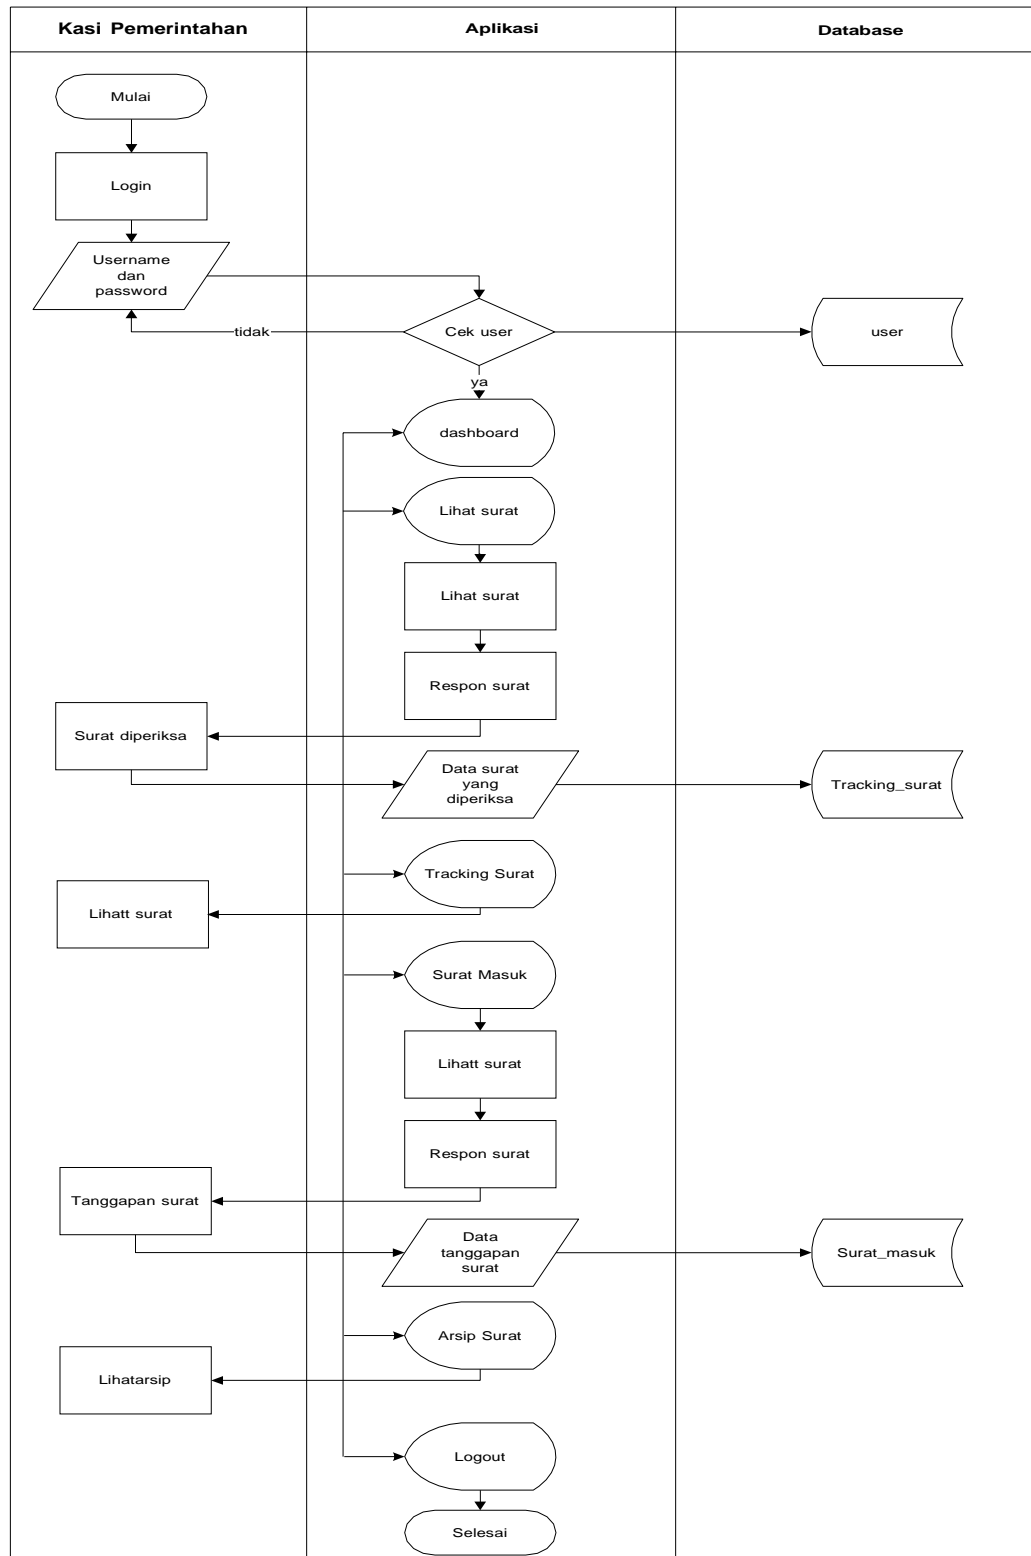 Kasi Pemerintahan
Aplikasi
Database
Mulai
Login
Username
dan
password
tidak
Cek user
user
ya
dashboard
Lihat surat
Lihat surat
Respon surat
Surat diperiksa
Data surat
yang
diperiksa
Tracking_surat
Tracking Surat
Lihatt surat
Surat Masuk
Lihatt surat
Respon surat
Tanggapan surat
Data
tanggapan
surat
Surat_masuk
Arsip Surat
Lihatarsip
Logout
Selesai